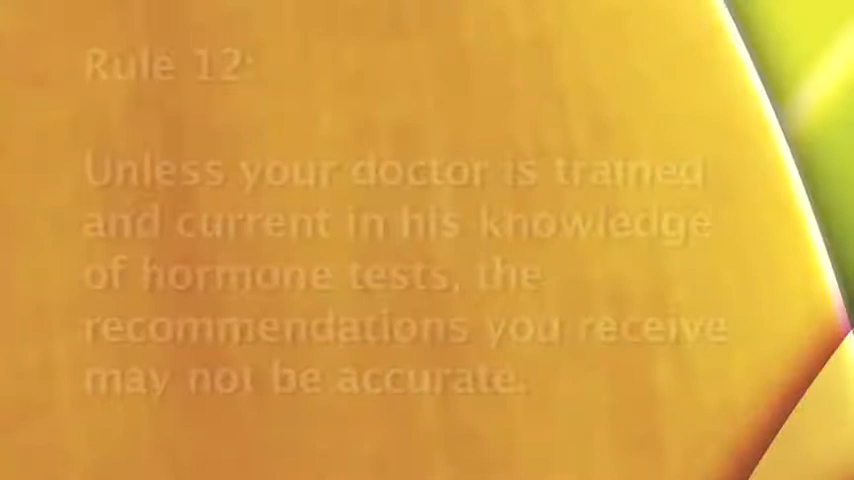 Rule 12:
Unless your doctor is trained
and current in his knowledge
of hormone tests, the
recommendations you receive
may not be accurate.